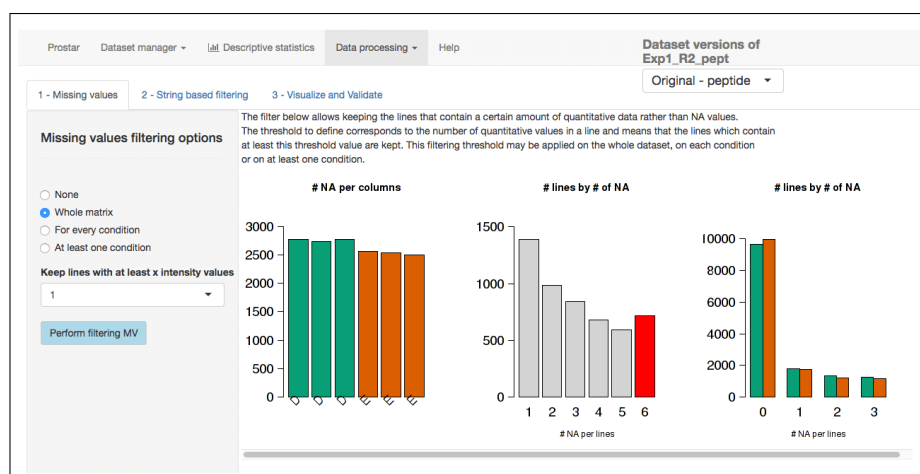 Prostar Dataset manager Descriptive statistics Data processing Help
Dataset versions of
Exp1_R2_pept
Original - peptide
1 - Missing values 2 - String based filtering 3 - Visualize and Validate
Missing values filtering options
None
Whole matrix
For every condition
At least one condition
Keep lines with at least x intensity values
1
Perform filtering MV
The filter below allows keeping the lines that contain a certain amount of quantitative data rather than NA values.
The threshold to define corresponds to the number of quantitative values in a line and means that the lines which contain
at least this threshold value are kept. This filtering threshold may be applied on the whole dataset, on each condition
or on at least one condition.
# NA per columns
3000
2500
2000
1500
1000
500
0
D D D E E E
# lines by # of NA
1500
1000
500
0
1 2 3 4 5 6
# NA per lines
# lines by # of NA
10000
8000
6000
4000
2000
0
0 1 2 3
# NA per lines